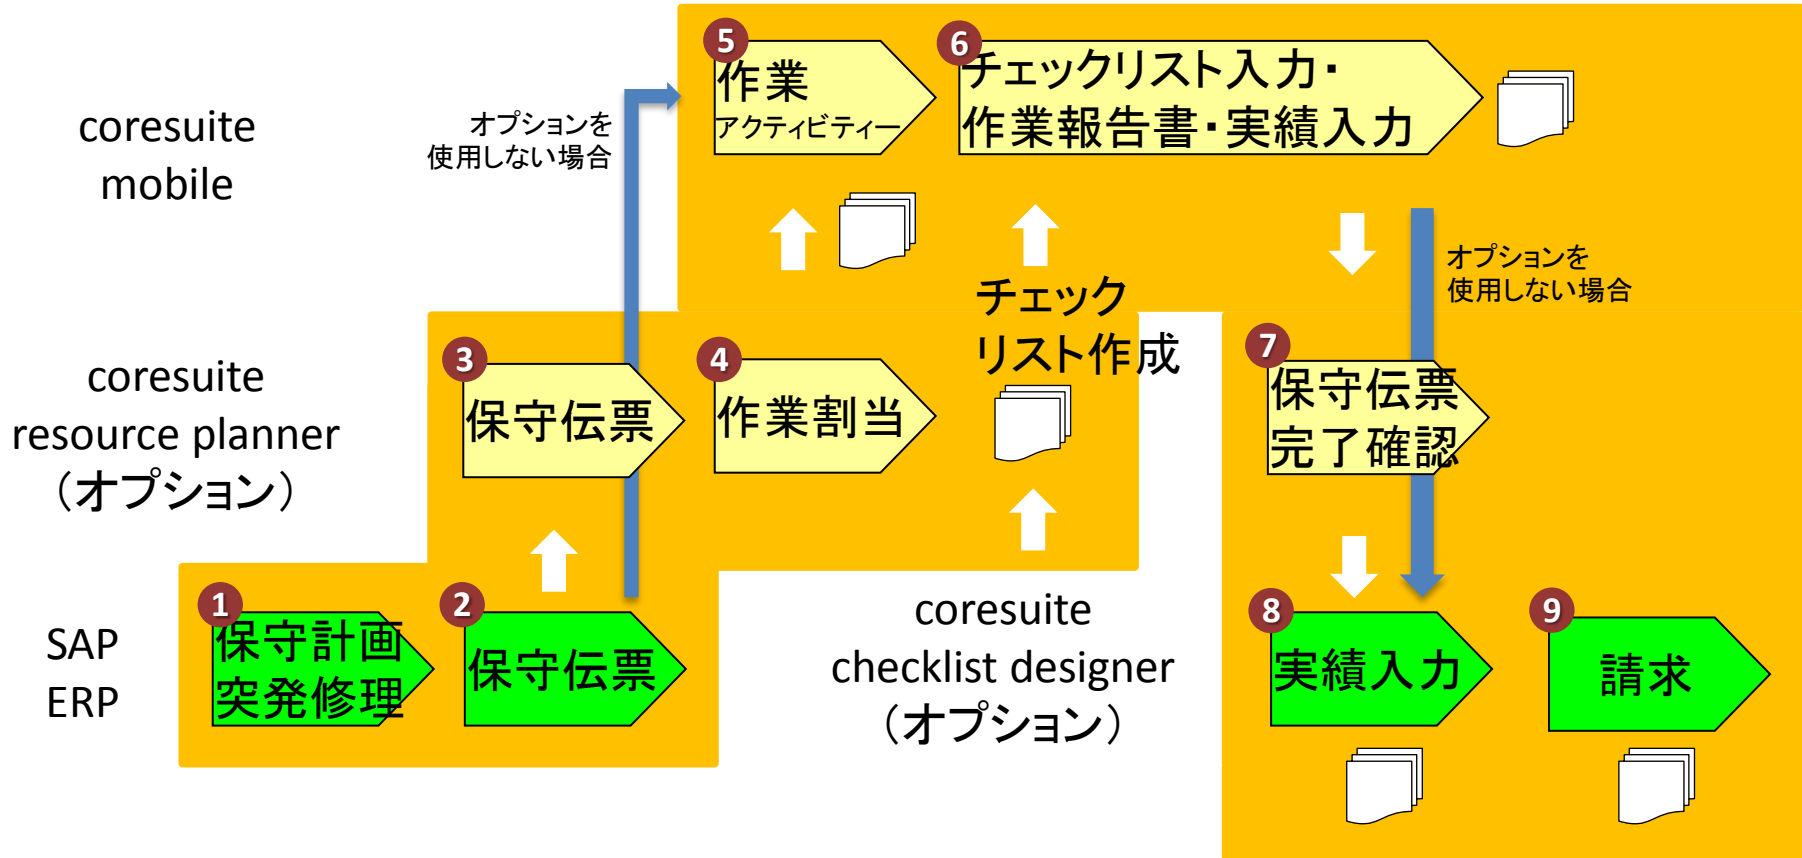 coresuite
mobile
オプションを
使用しない場合
5
作業
アクティビティー
6
チェックリスト入力・
作業報告書・実績入力
オプションを
使用しない場合
coresuite
resource planner
（オプション）
3
保守伝票
4
作業割当
チェック
リスト作成
7
保守伝票
完了確認
SAP
ERP
1
保守計画
突発修理
2
保守伝票
coresuite
checklist designer
（オプション）
8
実績入力
9
請求